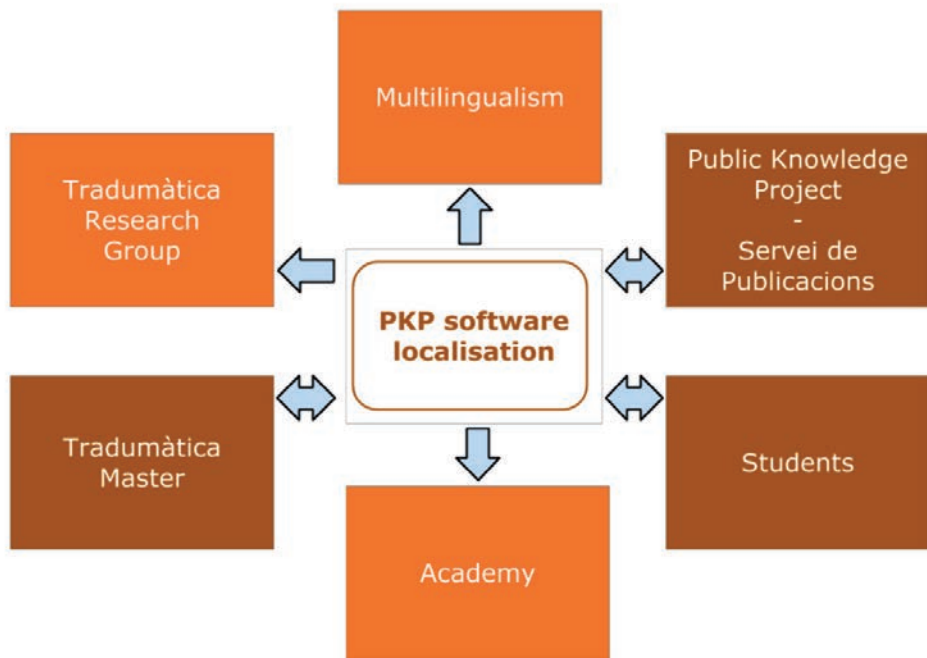 Multilingualism
Tradumàtica
Research
Group
Public Knowledge
Project
-
Servei de
Publicacions
PKP software
localisation
Tradumàtica
Master
Students
Academy